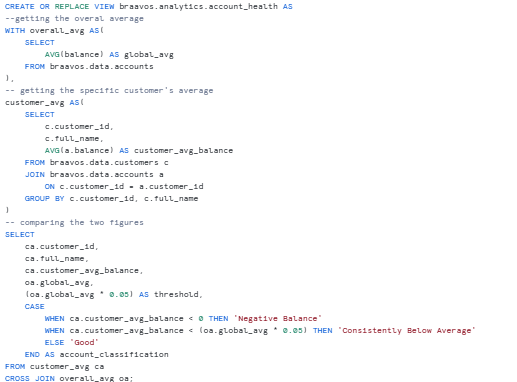 CREATE OR REPLACE VIEW braavos.analytics.account_health AS
--getting the overal average
WITH overall_avg AS(
    SELECT
        AVG(balance) AS global_avg
    FROM braavos.data.accounts
),
-- getting the specific customer's average
customer_avg AS(
    SELECT
        c.customer_id,
        c.full_name,
        AVG(a.balance) AS customer_avg_balance
    FROM braavos.data.customers c
    JOIN braavos.data.accounts a
        ON c.customer_id = a.customer_id
    GROUP BY c.customer_id, c.full_name
)
-- comparing the two figures
SELECT
    ca.customer_id,
    ca.full_name,
    ca.customer_avg_balance,
    oa.global_avg,
    (oa.global_avg * 0.05) AS threshold,
    CASE
        WHEN ca.customer_avg_balance < 0 THEN 'Negative Balance'
        WHEN ca.customer_avg_balance < (oa.global_avg * 0.05) THEN 'Consistently Below Average'
        ELSE 'Good'
    END AS account_classification
FROM customer_avg ca
CROSS JOIN overall_avg oa;